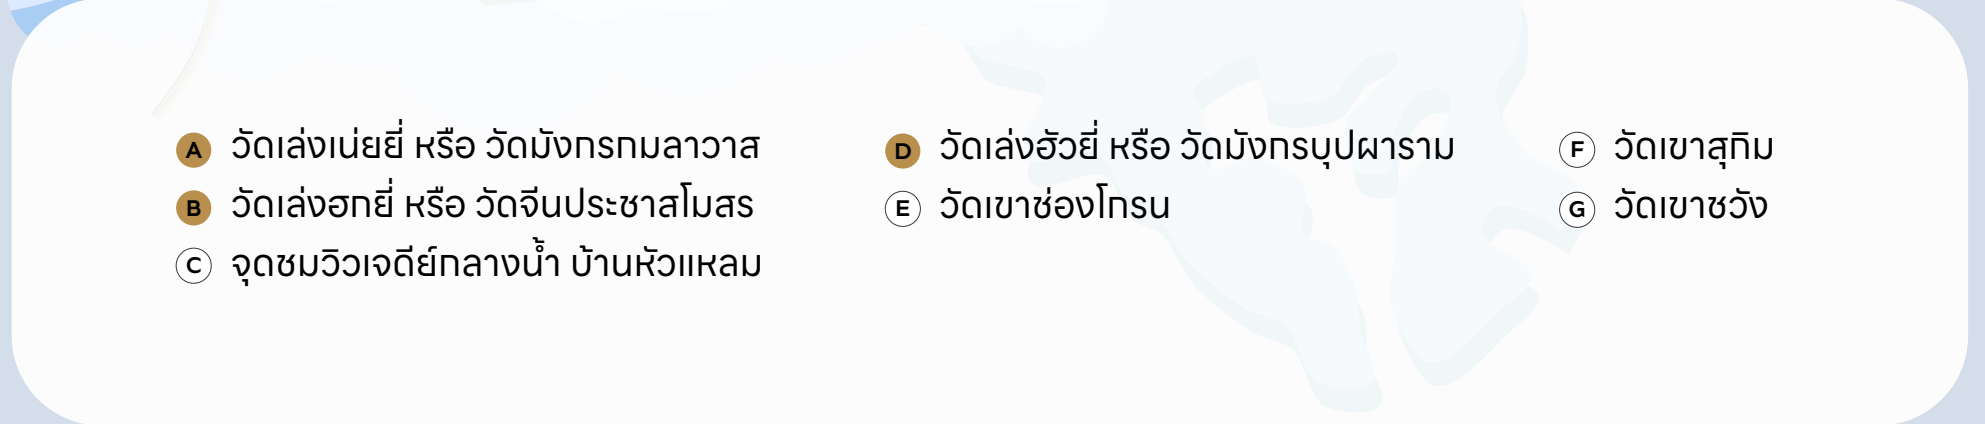 A วัดเล่งเน่ยยี่ หรือ วัดมังกรกมลาวาส
B วัดเล่งฮกยี่ หรือ วัดจีนประชาสโมสร
C จุดชมวิวเจดีย์กลางน้ำ บ้านหัวแหลม
D วัดเล่งฮัวยี่ หรือ วัดมังกรบุปผาราม
E วัดเขาช่องโกรน
F วัดเขาสุกิม
G วัดเขาชวัง